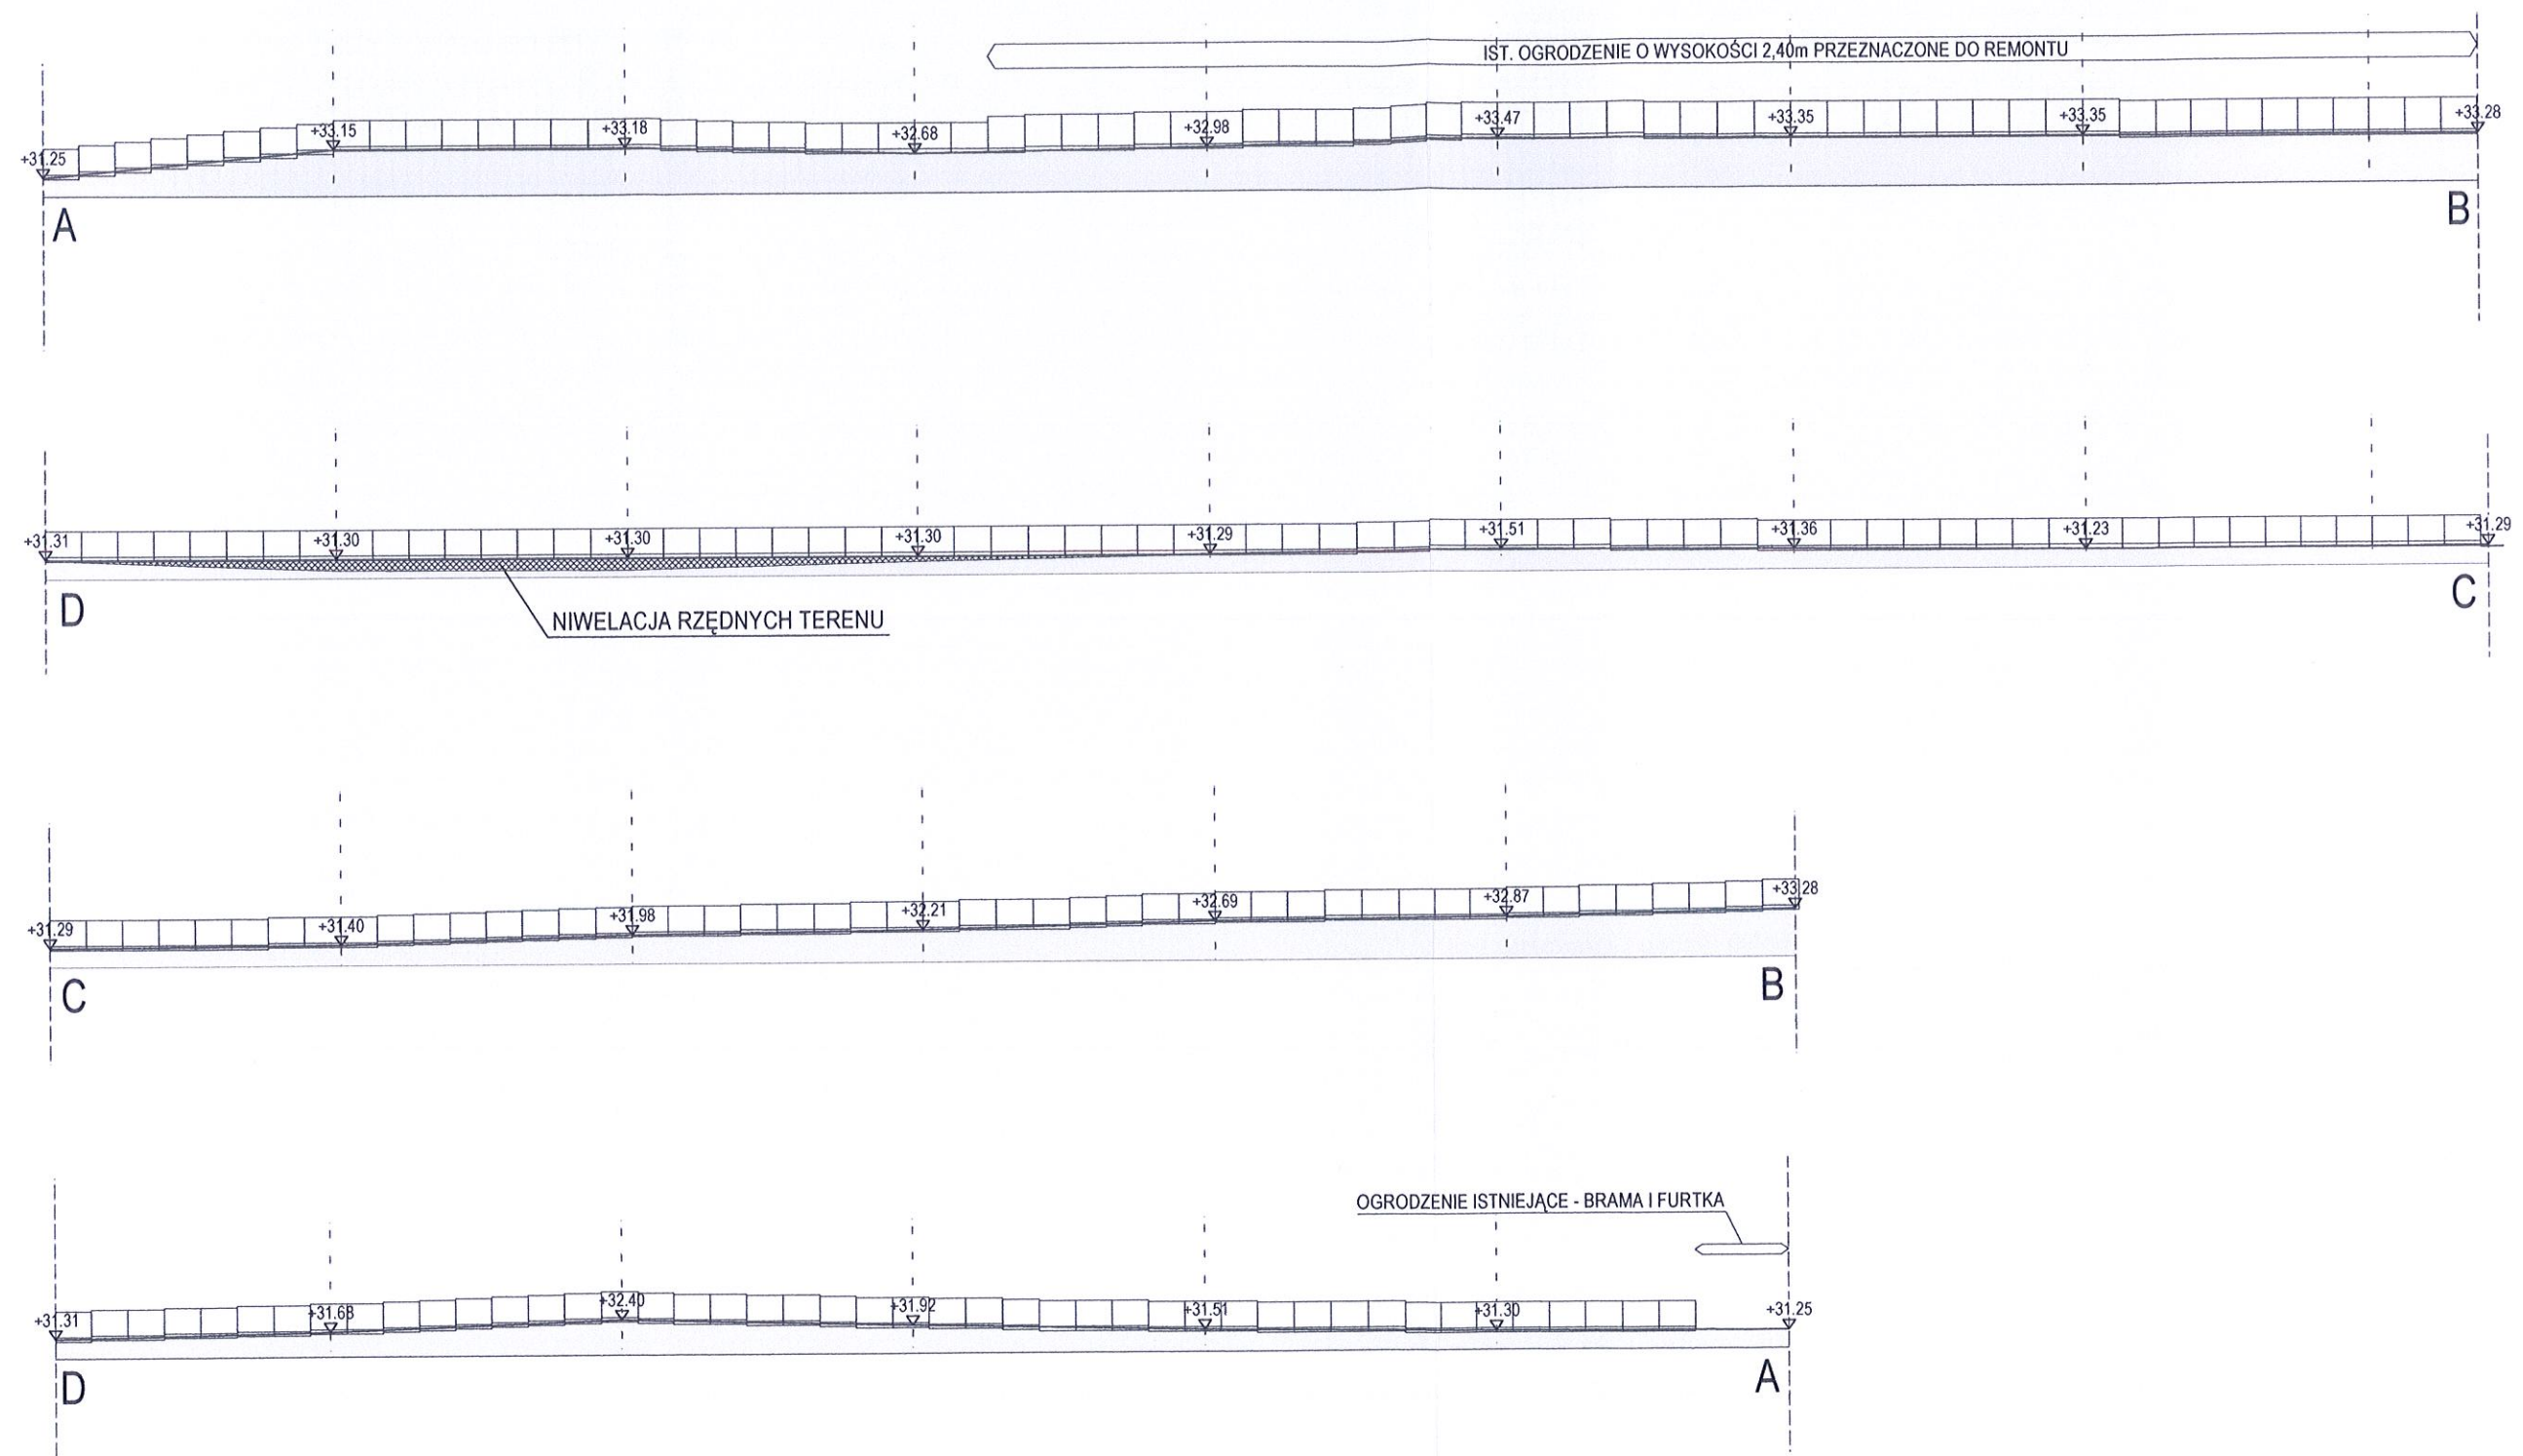 IST. OGRODZENIE O WYSOKOŚCI 2,40m PRZEZNACZONE DO REMONTU
+31.25 +33.15 +33.18 +32.68 +32.98 +33.47 +33.35 +33.35 +33.28
A B
+31.31 +31.30 +31.30 +31.30 +31.29 +31.51 +31.36 +31.23 +31.29
D C
NIWELACJA RZĘDNYCH TERENU
+31.29 +31.40 +31.98 +32.21 +32.69 +32.87 +33.28
C B
OGRODZENIE ISTNIEJĄCE - BRAMA I FURTKA
+31.31 +31.68 +32.40 +31.92 +31.51 +31.30 +31.25
D A